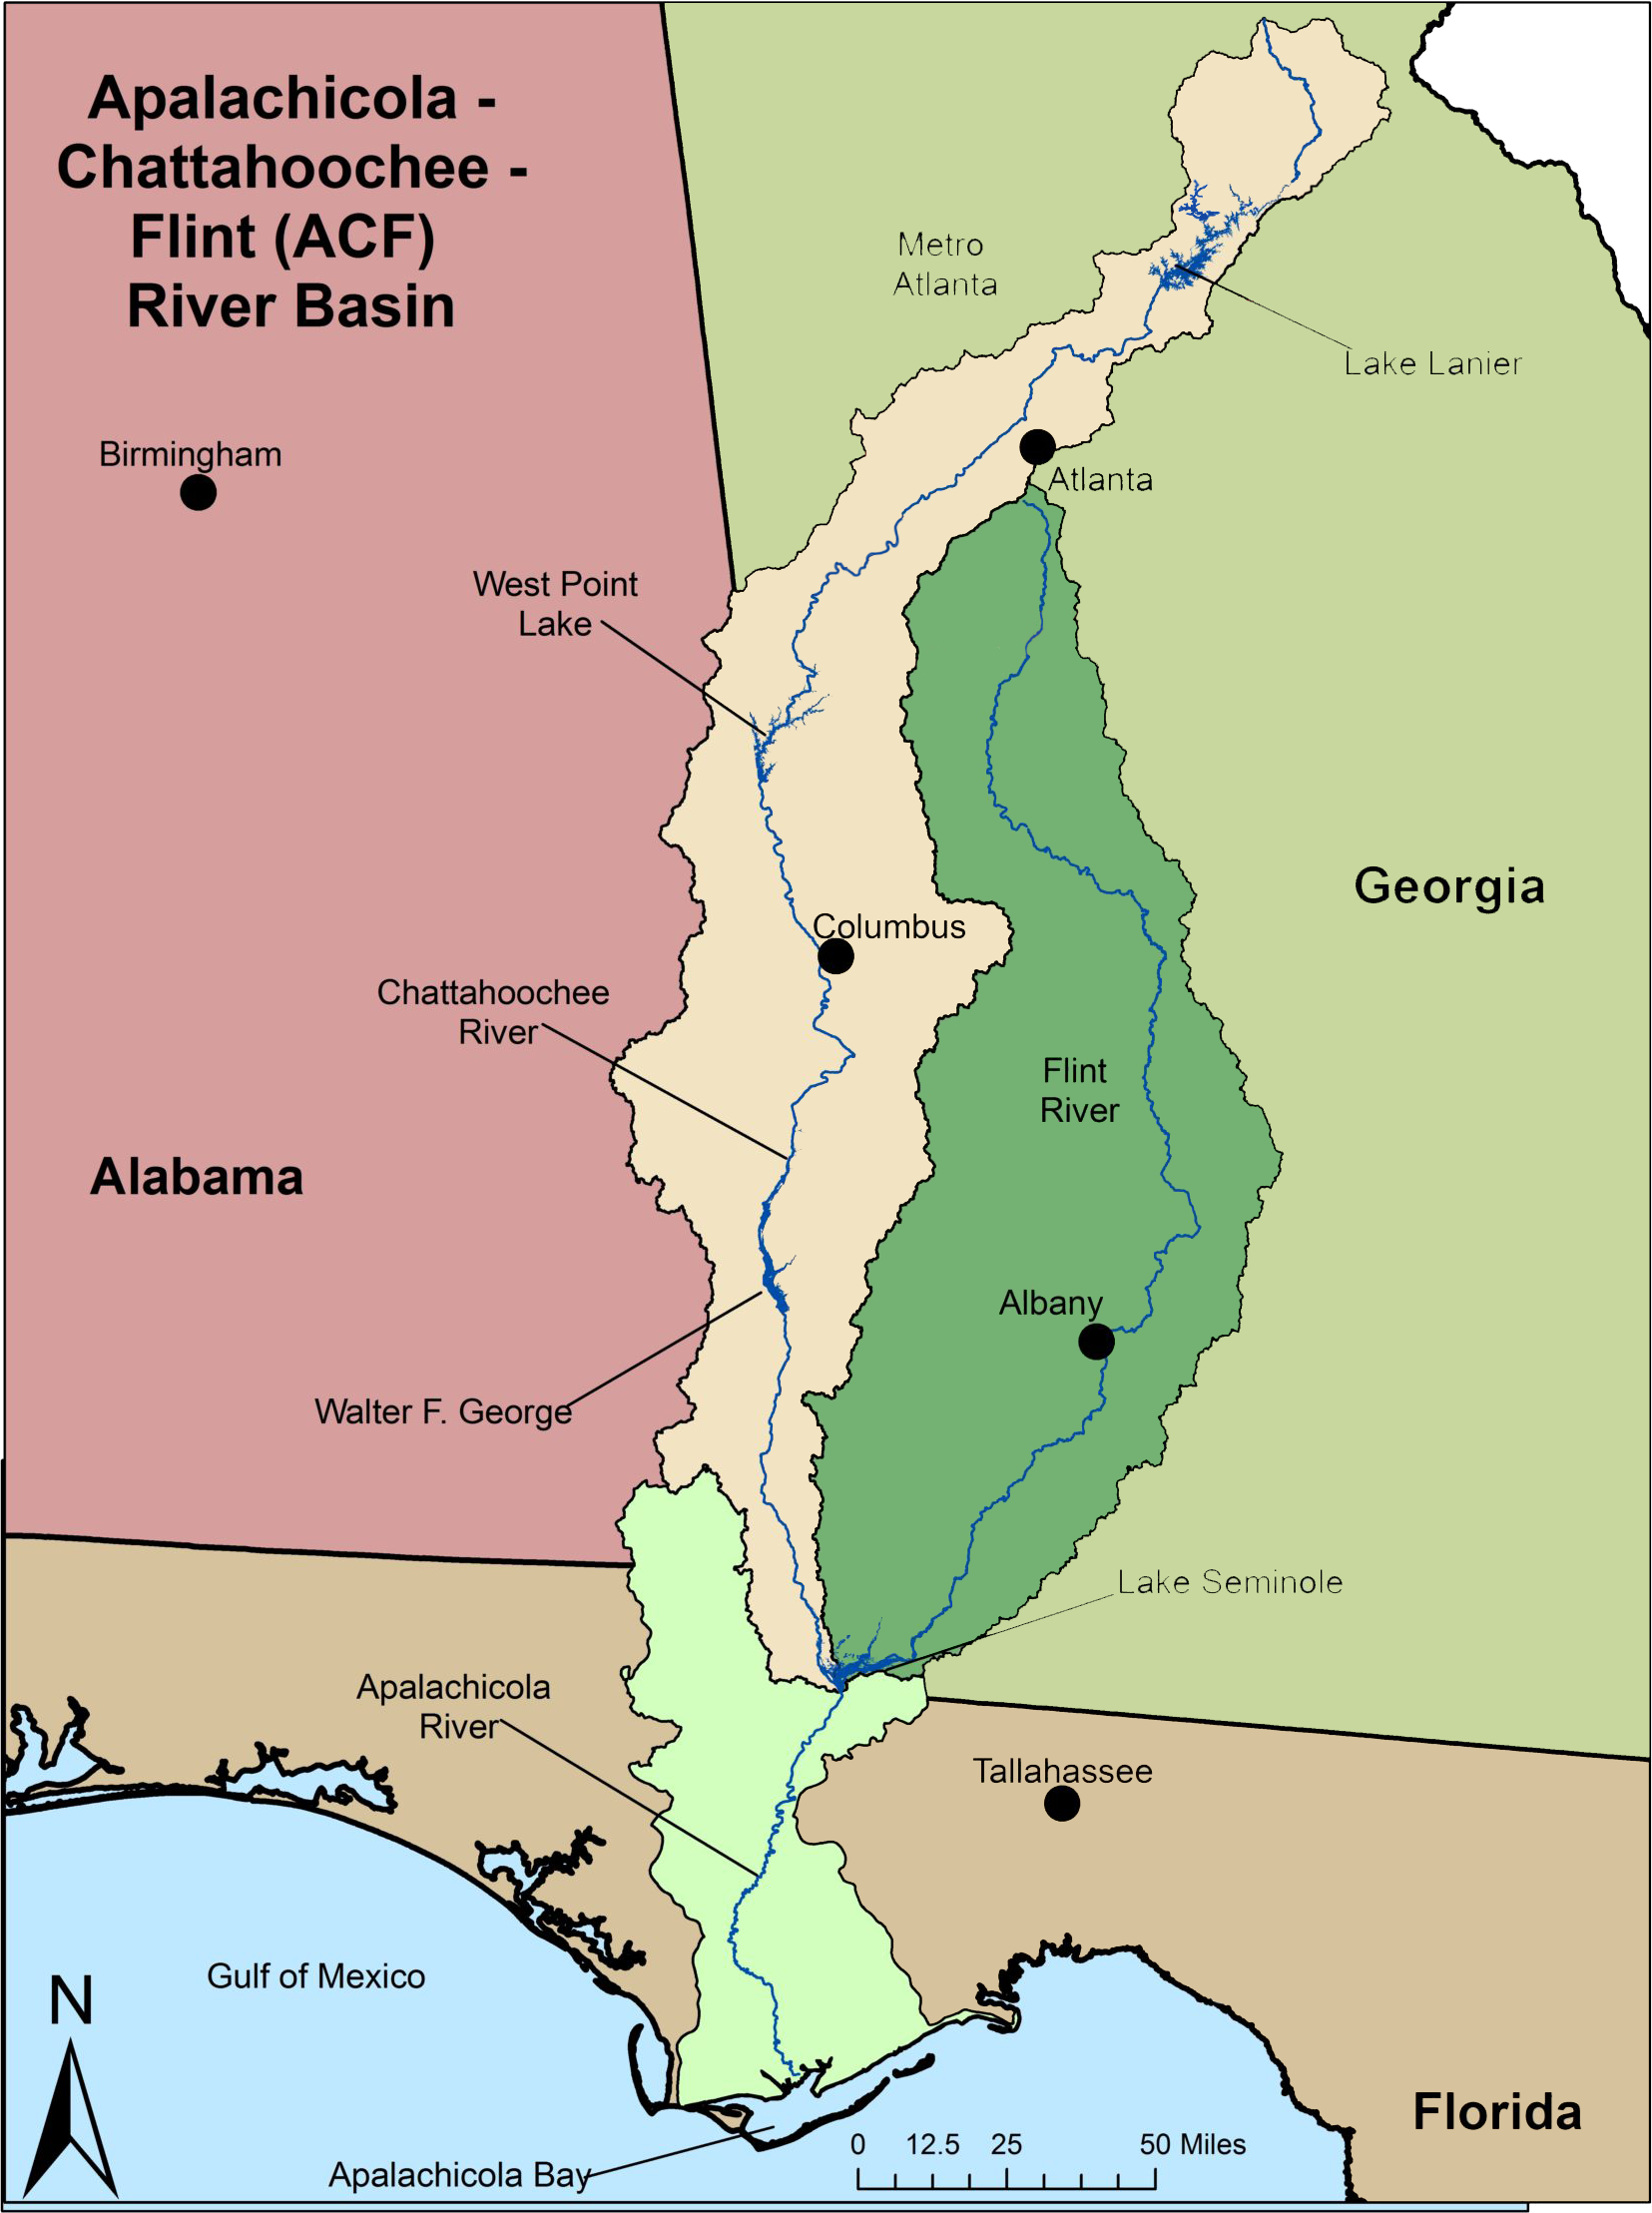 Apalachicola -
Chattahoochee -
Flint (ACF)
River Basin
Metro
Atlanta
Lake Lanier
Birmingham
Atlanta
West Point
Lake
Georgia
Columbus
Chattahoochee
River
Flint
River
Alabama
Albany
Walter F. George
Lake Seminole
Apalachicola
River
Tallahassee
Gulf of Mexico
N
Florida
0 12.5 25 50 Miles
Apalachicola Bay